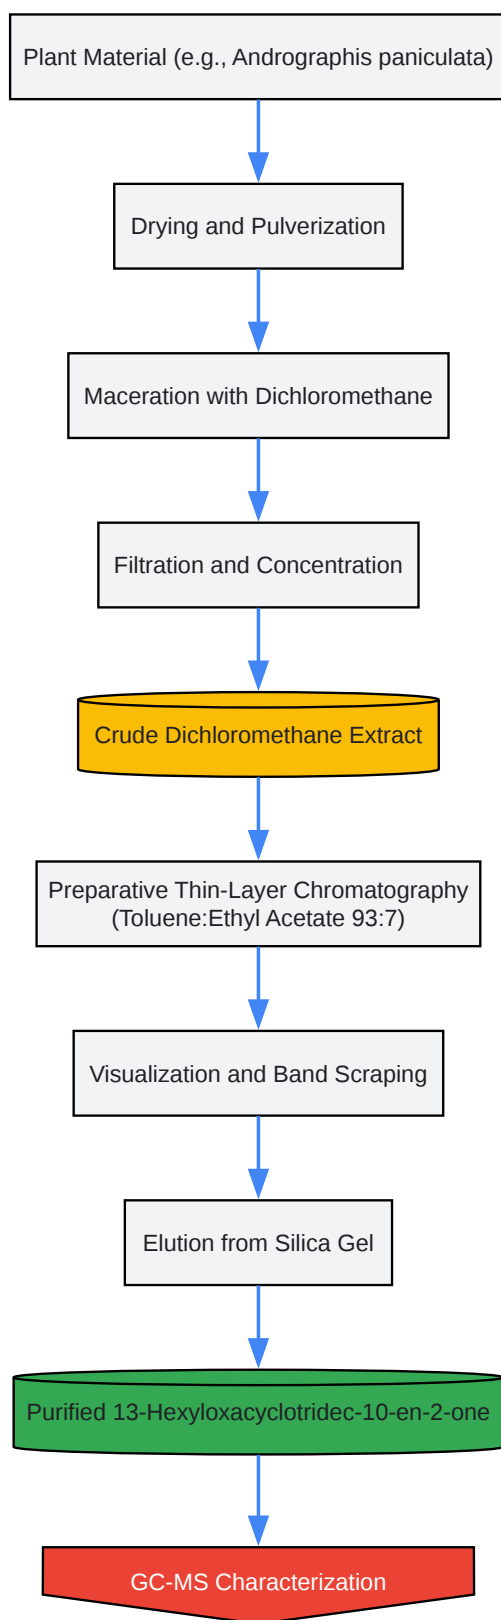 Plant Material (e.g., Andrographis paniculata)
Drying and Pulverization
Maceration with Dichloromethane
Filtration and Concentration
Crude Dichloromethane Extract
Preparative Thin-Layer Chromatography
(Toluene:Ethyl Acetate 93:7)
Visualization and Band Scraping
Elution from Silica Gel
Purified 13-Hexyloxacyclotridec-10-en-2-one
GC-MS Characterization